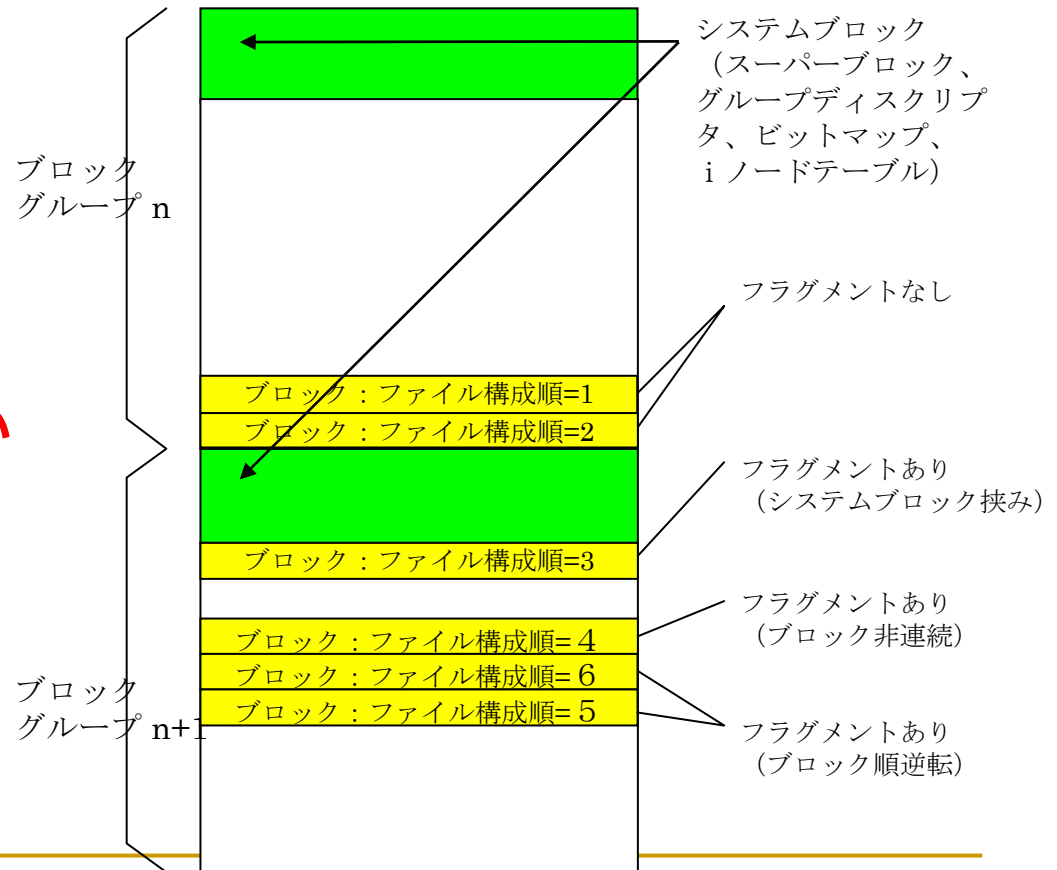 システムブロック
（スーパーブロック、
グループディスクリプ
タ、ビットマップ、
ｉノードテーブル）
ブロック
グループ n
フラグメントなし
ブロック：ファイル構成順=1
ブロック：ファイル構成順=2
フラグメントあり
（システムブロック挟み）
ブロック：ファイル構成順=3
フラグメントあり
（ブロック非連続）
ブロック：ファイル構成順=４
ブロック：ファイル構成順=６
ブロック：ファイル構成順=５
ブロック
グループ n+1
フラグメントあり
（ブロック順逆転）